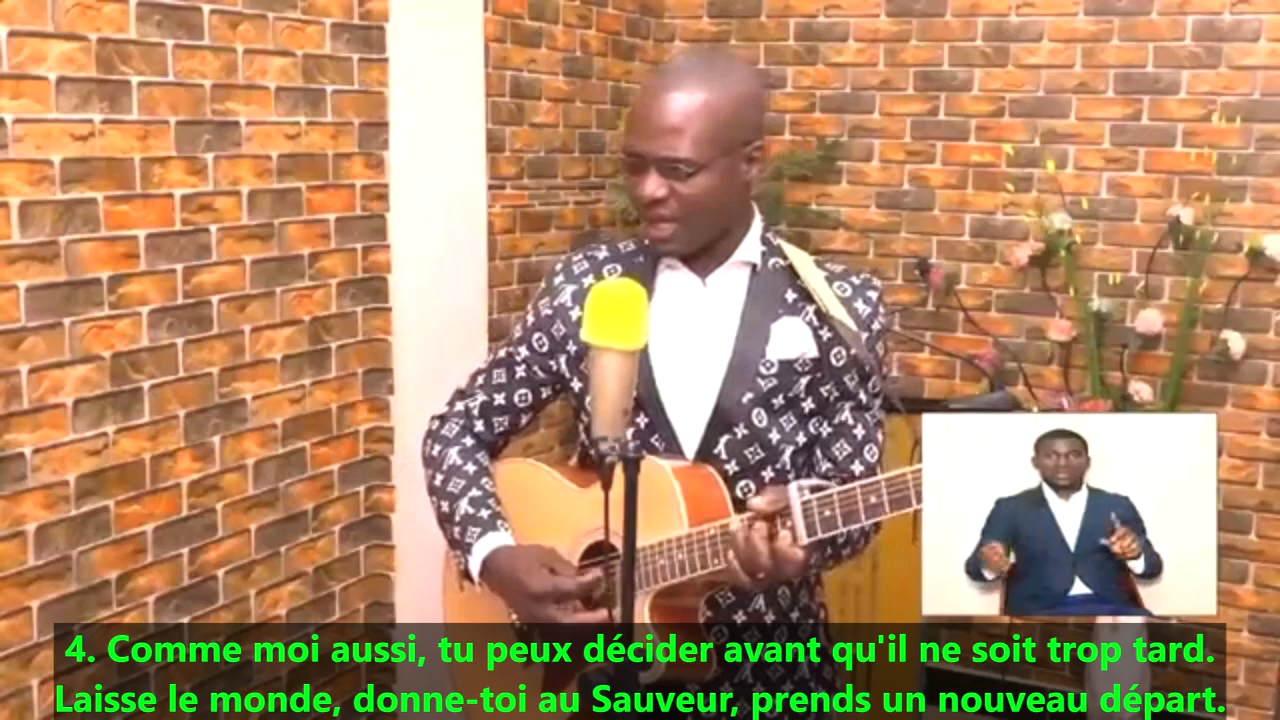 4. Comme moi aussi, tu peux décider avant qu'il ne soit trop tard.
Laisse le monde, donne-toi au Sauveur, prends un nouveau départ.